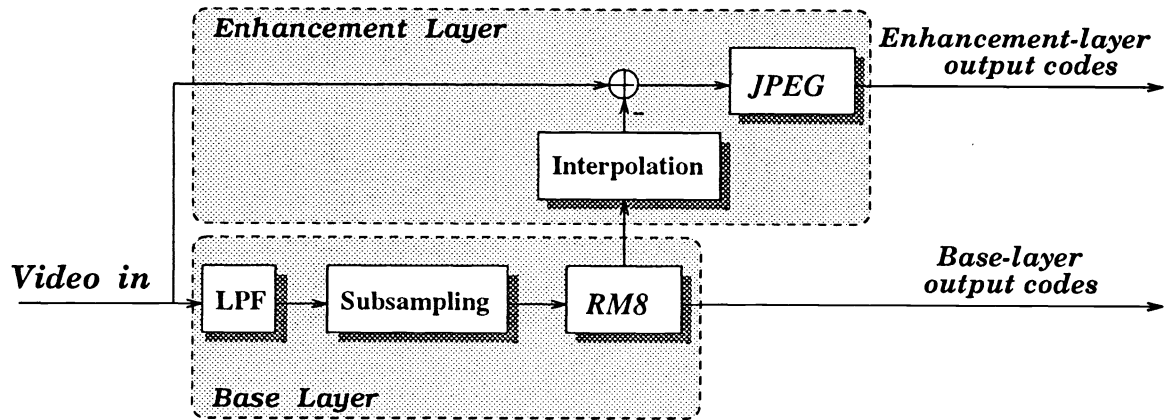 Enhancement Layer
Enhancement-layer
output codes
JPEG
--
Interpolation
Video in
LPF
Subsampling
RM8
Base-layer
output codes
Base Layer